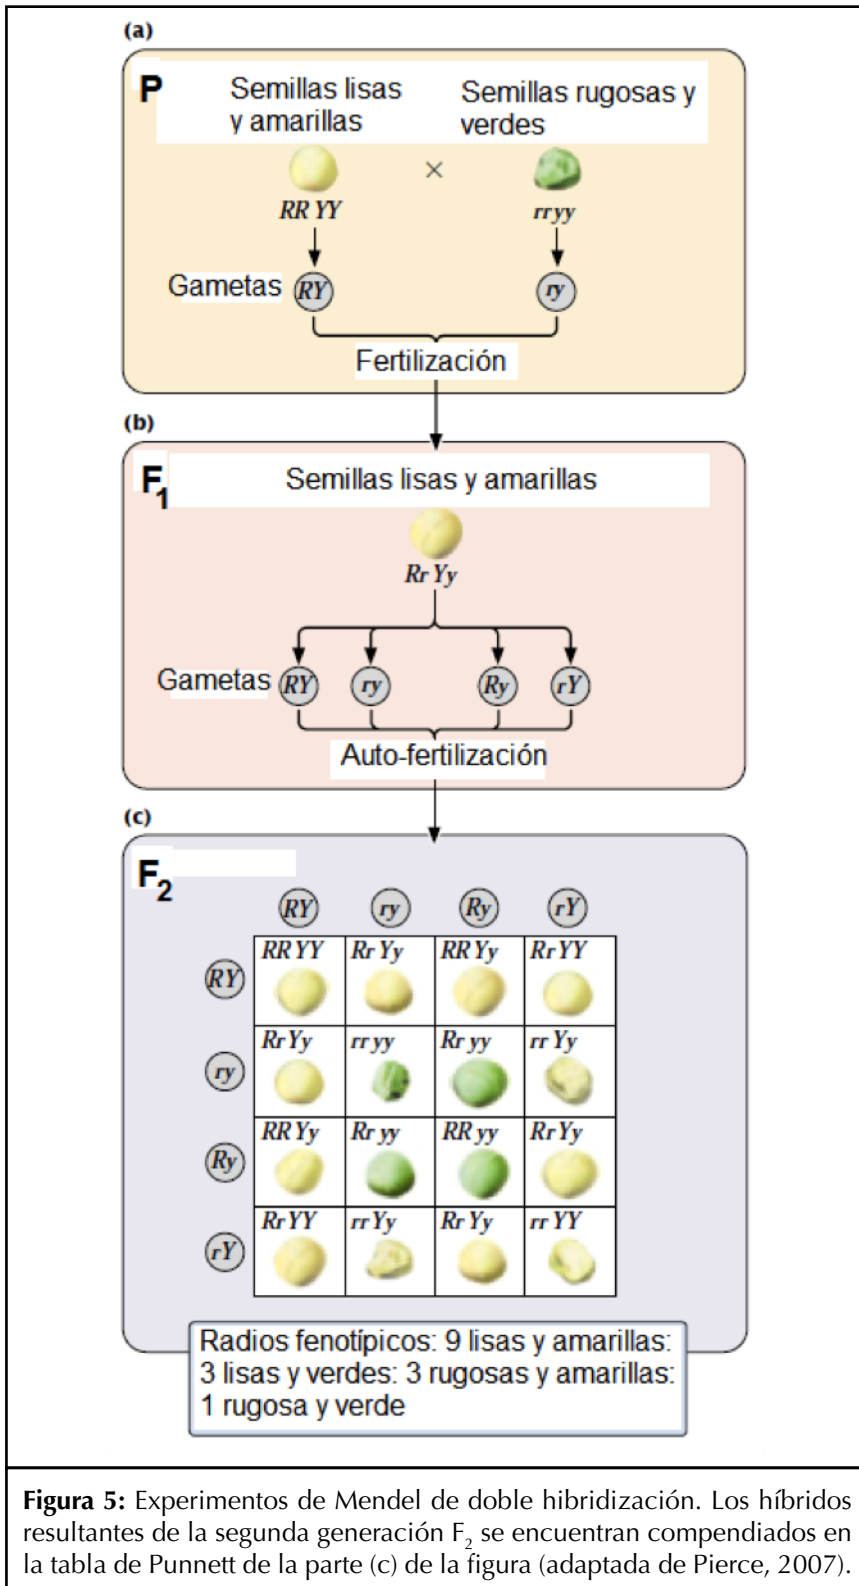 (a)
P
Semillas lisas
y amarillas
Semillas rugosas y
verdes
×
RR YY
rr yy
Gametas
RY
ry
Fertilización
(b)
F1
Semillas lisas y amarillas
Rr Yy
Gametas
RY ry Ry rY
Auto-fertilización
(c)
F2
RY ry Ry rY
RY
RR YY Rr Yy RR Yy Rr YY
ry
Rr Yy rr yy Rr yy rr Yy
Ry
RR Yy Rr yy RR yy Rr Yy
rY
Rr YY rr Yy Rr Yy rr YY
Radios fenotípicos: 9 lisas y amarillas:
3 lisas y verdes: 3 rugosas y amarillas:
1 rugosa y verde
Figura 5: Experimentos de Mendel de doble hibridización. Los híbridos
resultantes de la segunda generación F2 se encuentran compendiados en
la tabla de Punnett de la parte (c) de la figura (adaptada de Pierce, 2007).